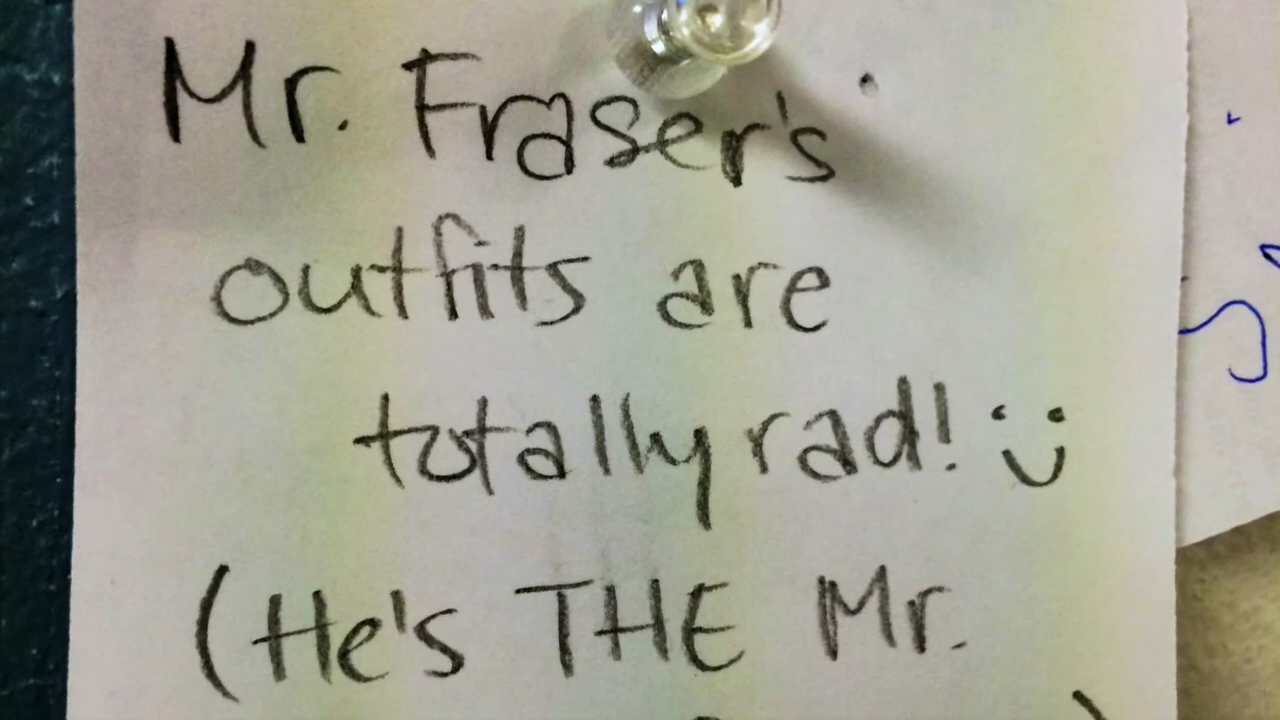 Mr. Fraser's
outfits are
totally rad! :)
(He's THE Mr.